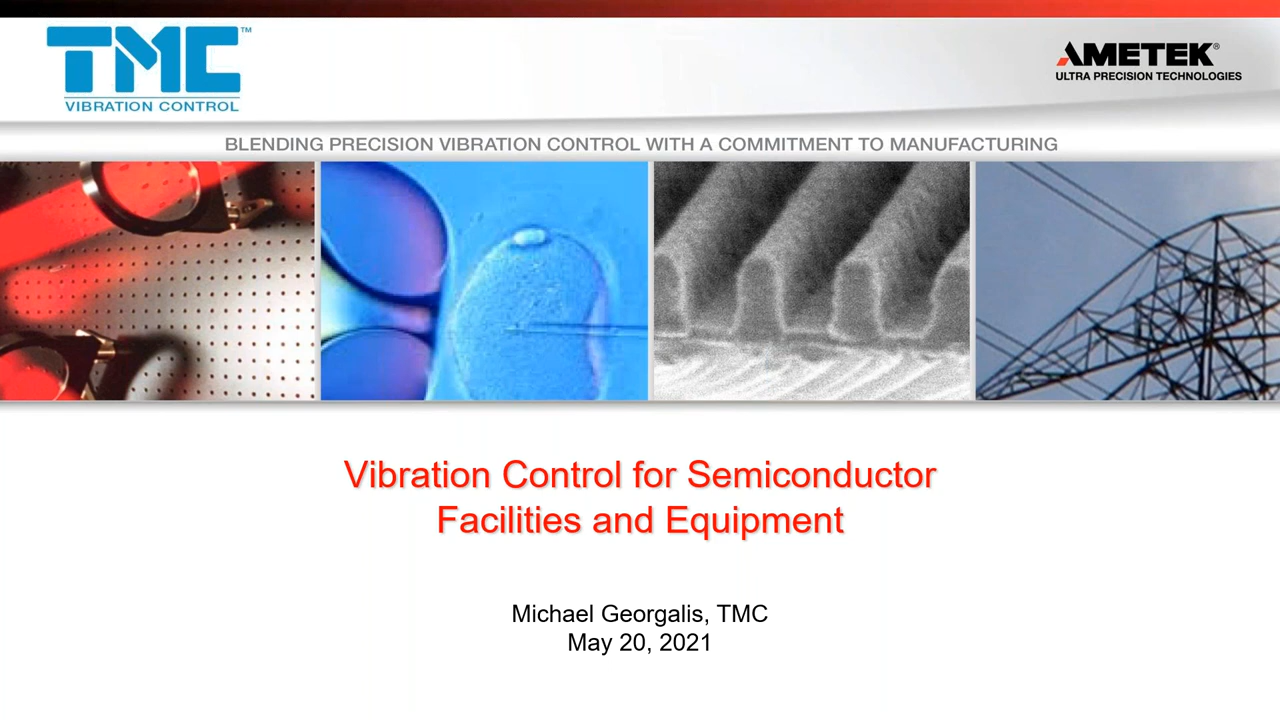 TMC™
VIBRATION CONTROL
AMETEK®
ULTRA PRECISION TECHNOLOGIES
BLENDING PRECISION VIBRATION CONTROL WITH A COMMITMENT TO MANUFACTURING
Vibration Control for Semiconductor
Facilities and Equipment
Michael Georgalis, TMC
May 20, 2021